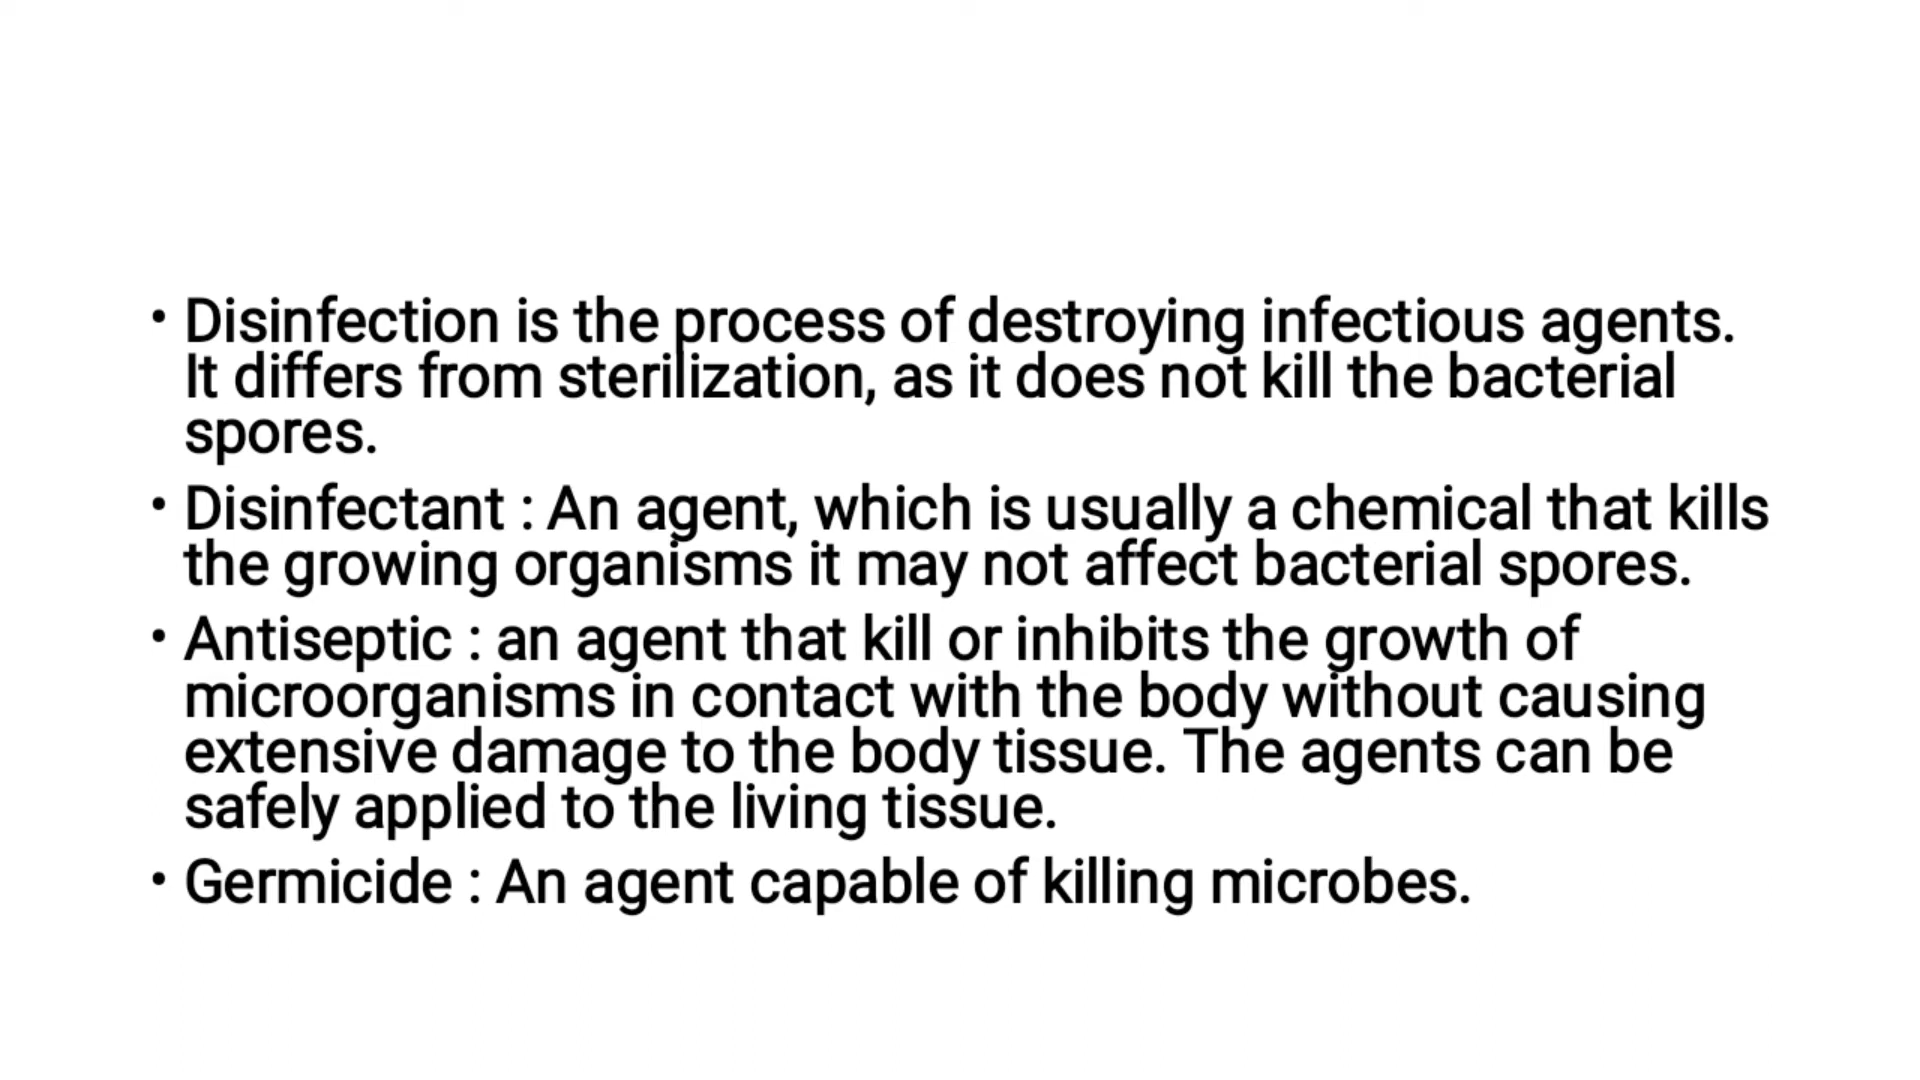 • Disinfection is the process of destroying infectious agents.
It differs from sterilization, as it does not kill the bacterial
spores.
• Disinfectant : An agent, which is usually a chemical that kills
the growing organisms it may not affect bacterial spores.
• Antiseptic : an agent that kill or inhibits the growth of
microorganisms in contact with the body without causing
extensive damage to the body tissue. The agents can be
safely applied to the living tissue.
• Germicide : An agent capable of killing microbes.